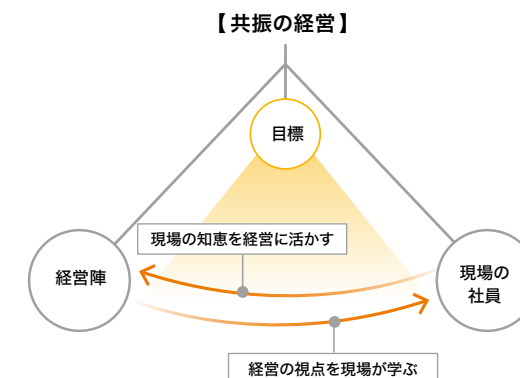 【共振の経営】
目標
現場の知恵を経営に活かす
経営陣
現場の
社員
経営の視点を現場が学ぶ